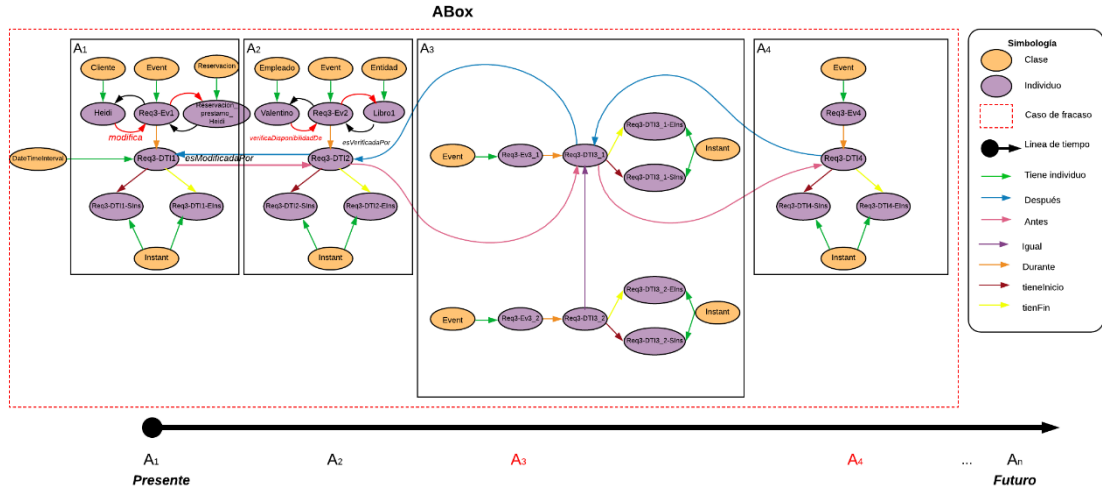 ABox
A1
Cliente
Event
Reservacion
Heidi
Req3-Ev1
Reservacion_
prestamo_
Heidi
modifica
DateTimeInterval
Req3-DTI1
esModificadaPor
Req3-DTI1-SIns
Req3-DTI1-EIns
Instant
A2
Empleado
Event
Entidad
Valentino
Req3-Ev2
Libro1
verificaDisponibilidadDe
esVerificadaPor
Req3-DTI2
Req3-DTI2-SIns
Req3-DTI2-EIns
Instant
A3
Req3-DTI3_1-EIns
Event
Req3-Ev3_1
Req3-DTI3_1
Instant
Req3-DTI3_1-SIns
Req3-DTI3_2-EIns
Event
Req3-Ev3_2
Req3-DTI3_2
Instant
Req3-DTI3_2-SIns
A4
Event
Req3-Ev4
Req3-DTI4
Req3-DTI4-SIns
Req3-DTI4-EIns
Instant
Simbología
Clase
Individuo
Caso de fracaso
Línea de tiempo
Tiene individuo
Después
Antes
Igual
Durante
tieneInicio
tienFin
A1
A2
A3
A4
...
An
Presente
Futuro